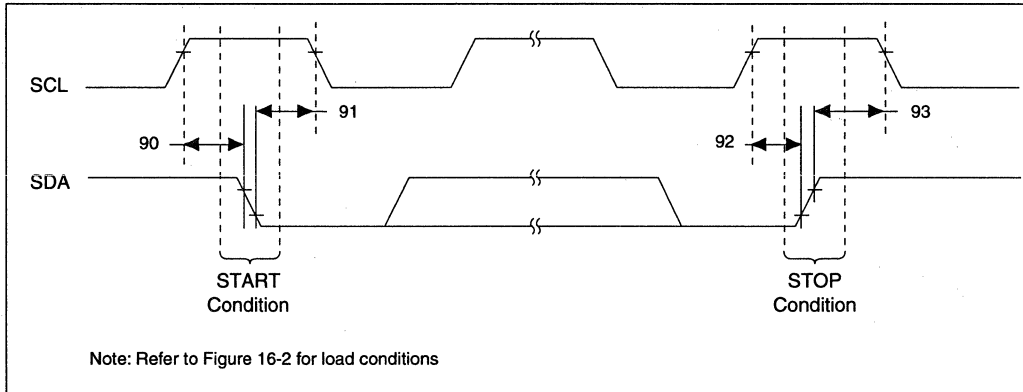 SCL
91
93
90
92
SDA
START
Condition
STOP
Condition
Note: Refer to Figure 16-2 for load conditions